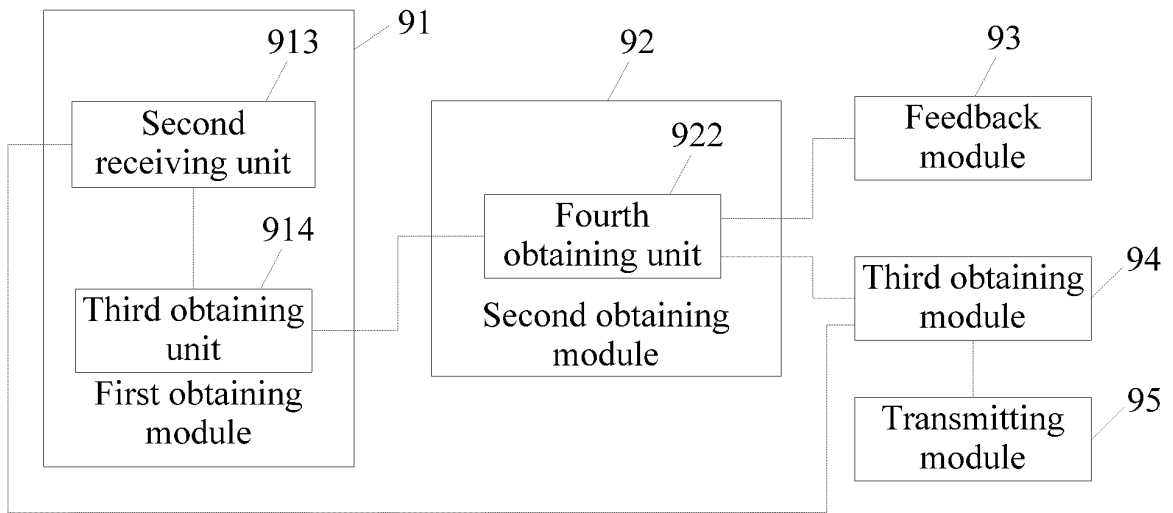 91
913
Second
receiving unit
914
Third obtaining
unit
First obtaining
module
92
922
Fourth
obtaining unit
Second obtaining
module
93
Feedback
module
94
Third obtaining
module
95
Transmitting
module